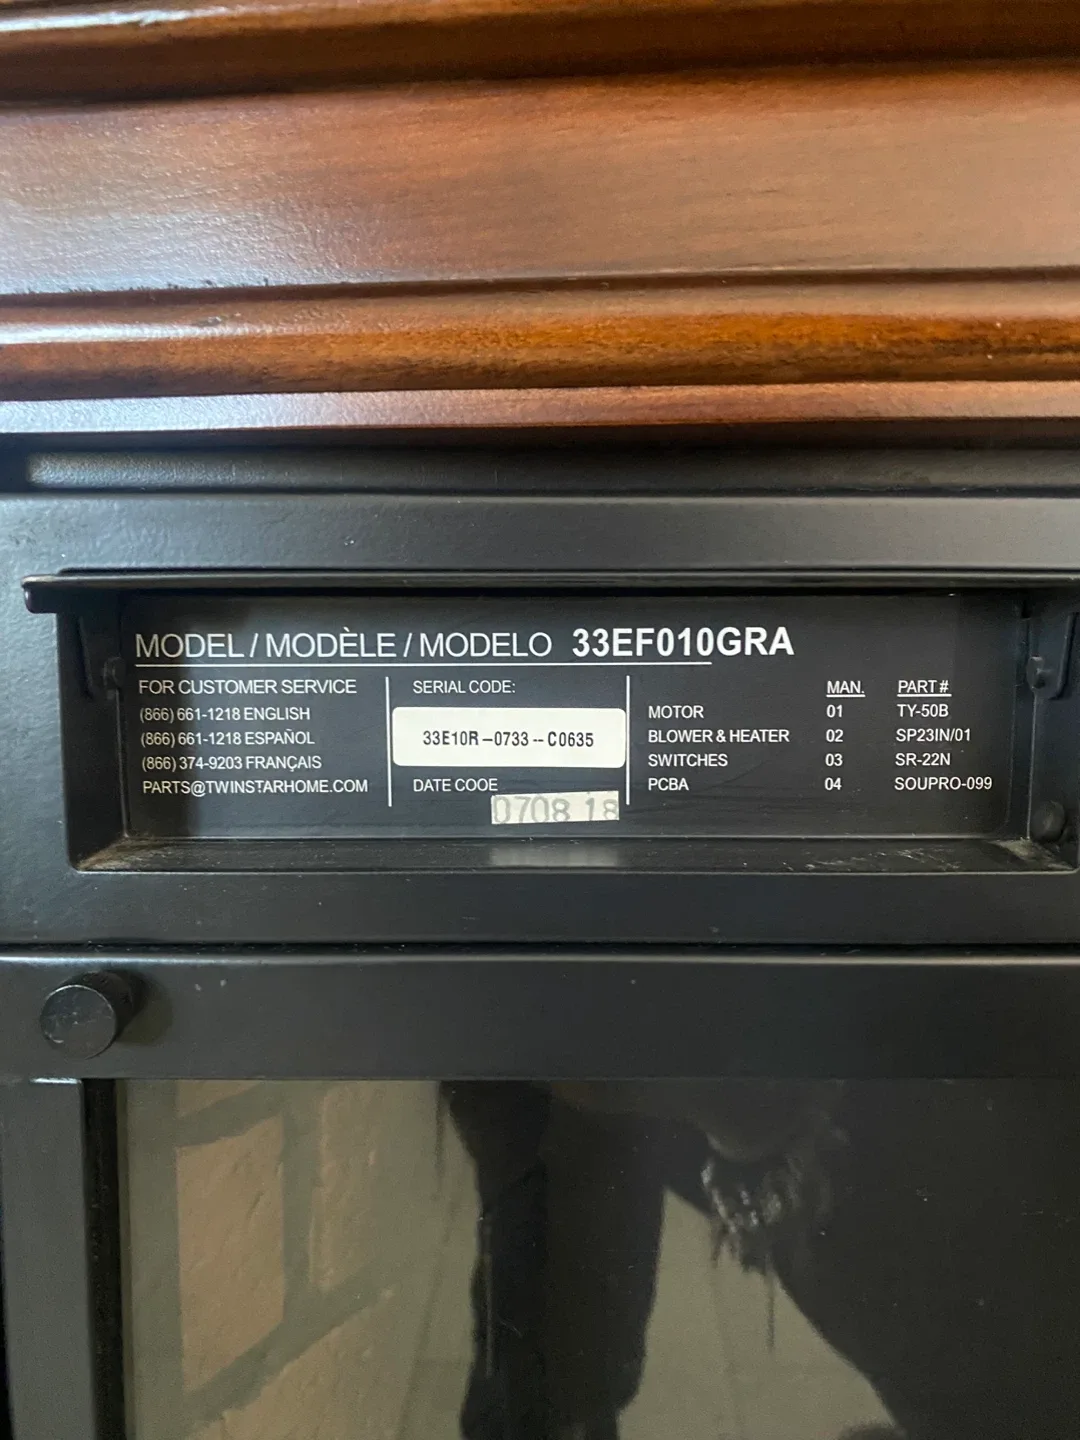 MODEL / MODÈLE / MODELO 33EF010GRA
FOR CUSTOMER SERVICE
(866) 661-1218 ENGLISH
(866) 661-1218 ESPAÑOL
(866) 374-9203 FRANÇAIS
PARTS@TWINSTARHOME.COM
SERIAL CODE:
33E10R-0733--C0635
DATE COOE
0708 18
MAN. PART #
MOTOR 01 TY-50B
BLOWER & HEATER 02 SP23IN/01
SWITCHES 03 SR-22N
PCBA 04 SOUPRO-099